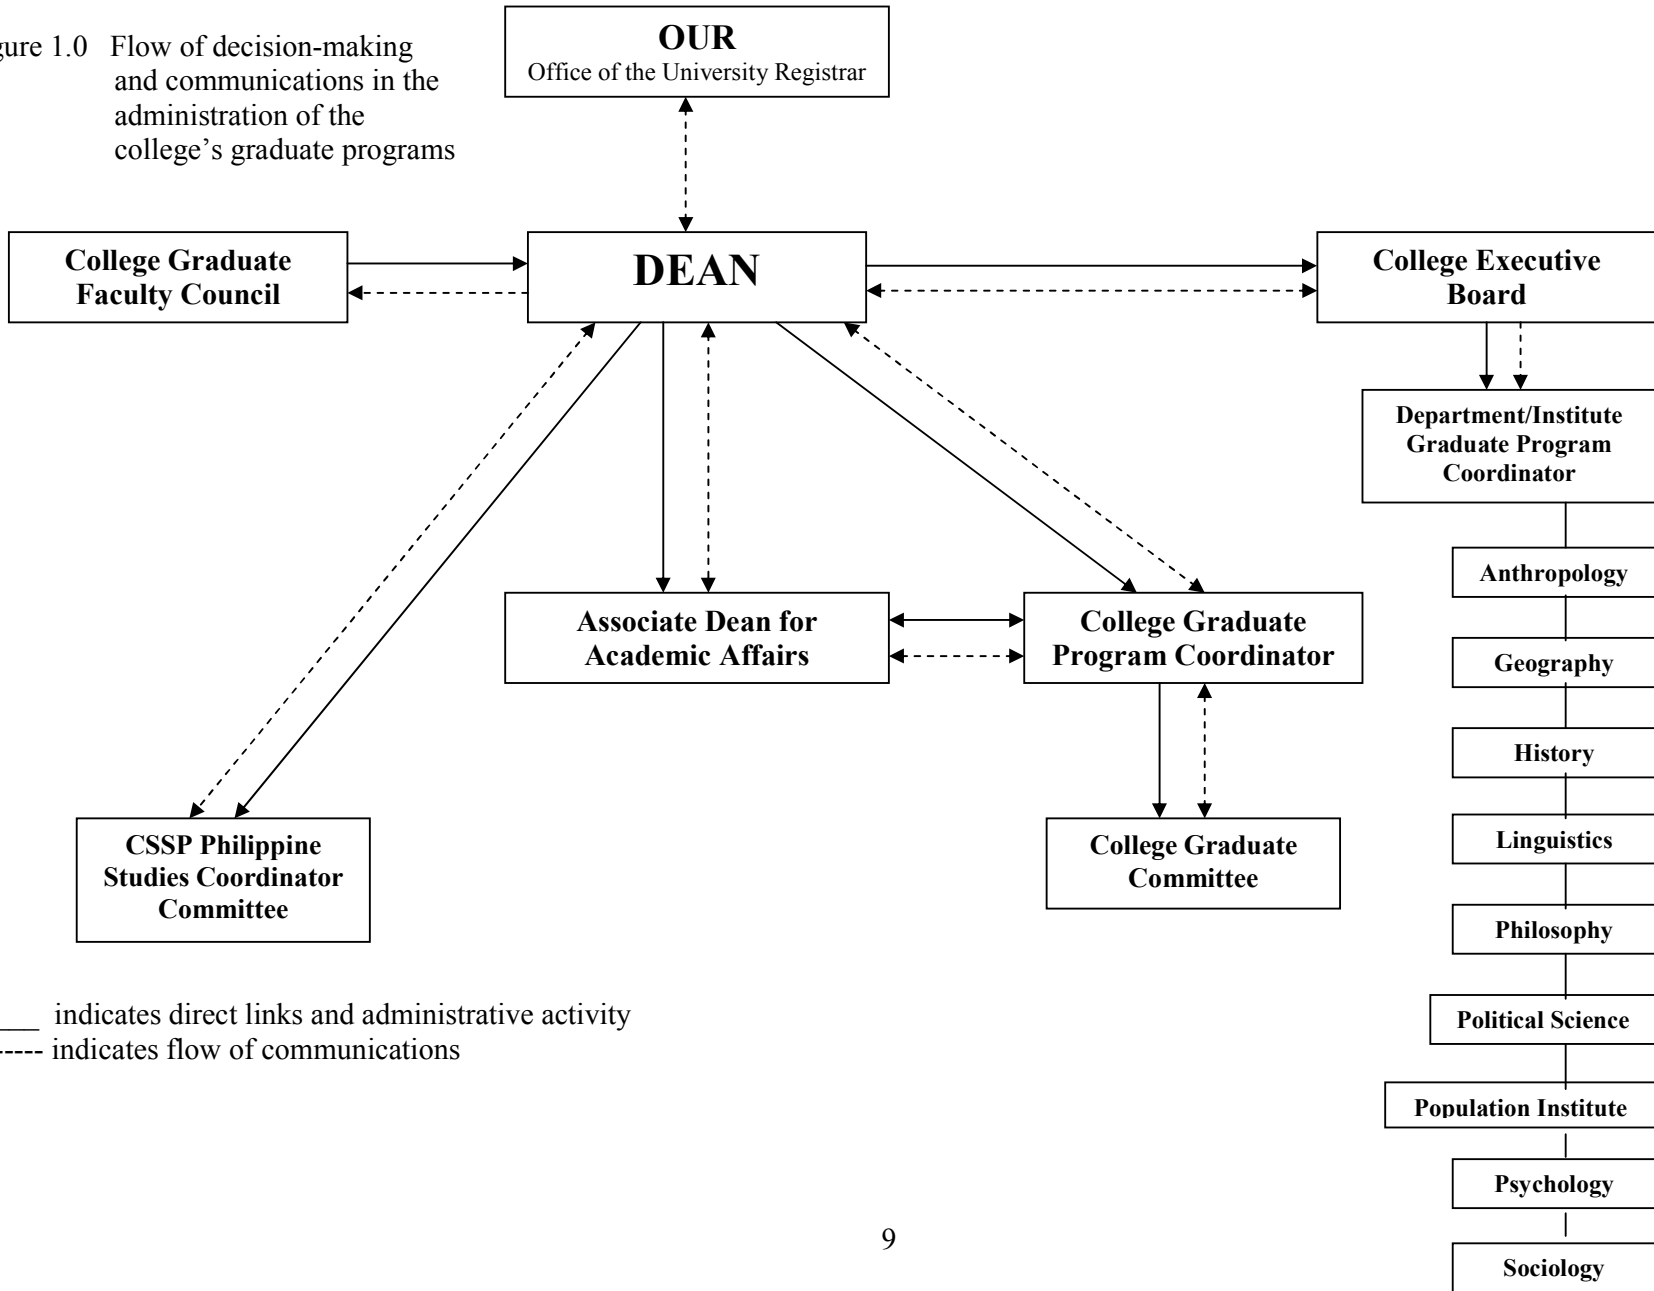 gure 1.0 Flow of decision-making
and communications in the
administration of the
college’s graduate programs
OUR
Office of the University Registrar
College Graduate
Faculty Council
DEAN
College Executive
Board
Department/Institute
Graduate Program
Coordinator
Anthropology
Geography
History
Linguistics
Philosophy
Political Science
Population Institute
Psychology
Sociology
Associate Dean for
Academic Affairs
College Graduate
Program Coordinator
CSSP Philippine
Studies Coordinator
Committee
College Graduate
Committee
___ indicates direct links and administrative activity
----- indicates flow of communications
9